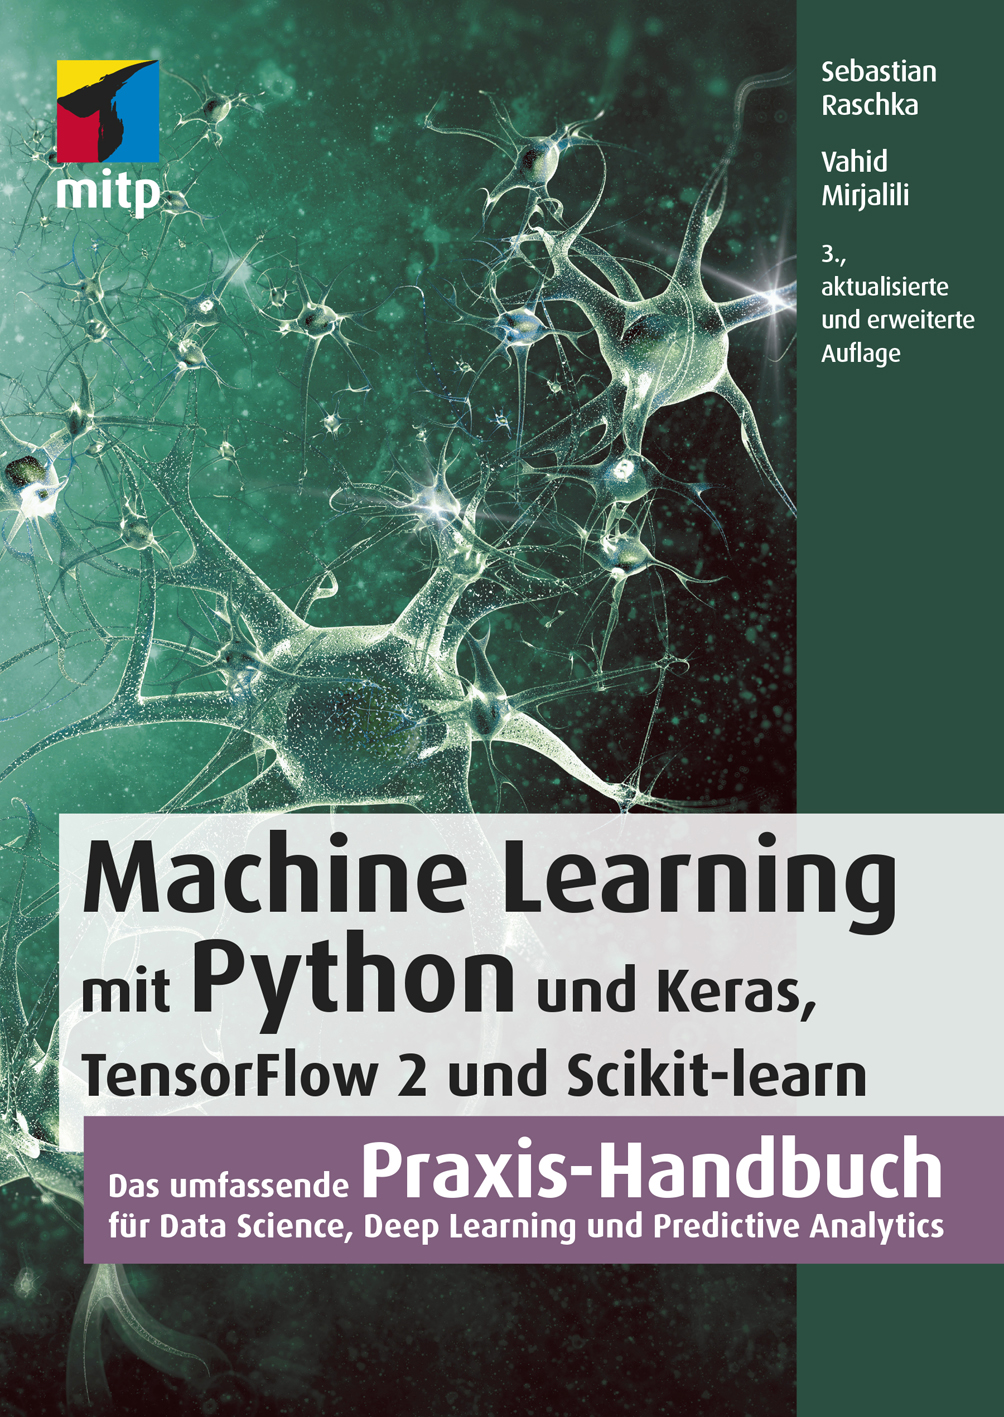 mitp
Sebastian
Raschka
Vahid
Mirjalili
3.,
aktualisierte
und erweiterte
Auflage
Machine Learning
mit Python und Keras,
TensorFlow 2 und Scikit-learn
Das umfassende Praxis-Handbuch
für Data Science, Deep Learning und Predictive Analytics